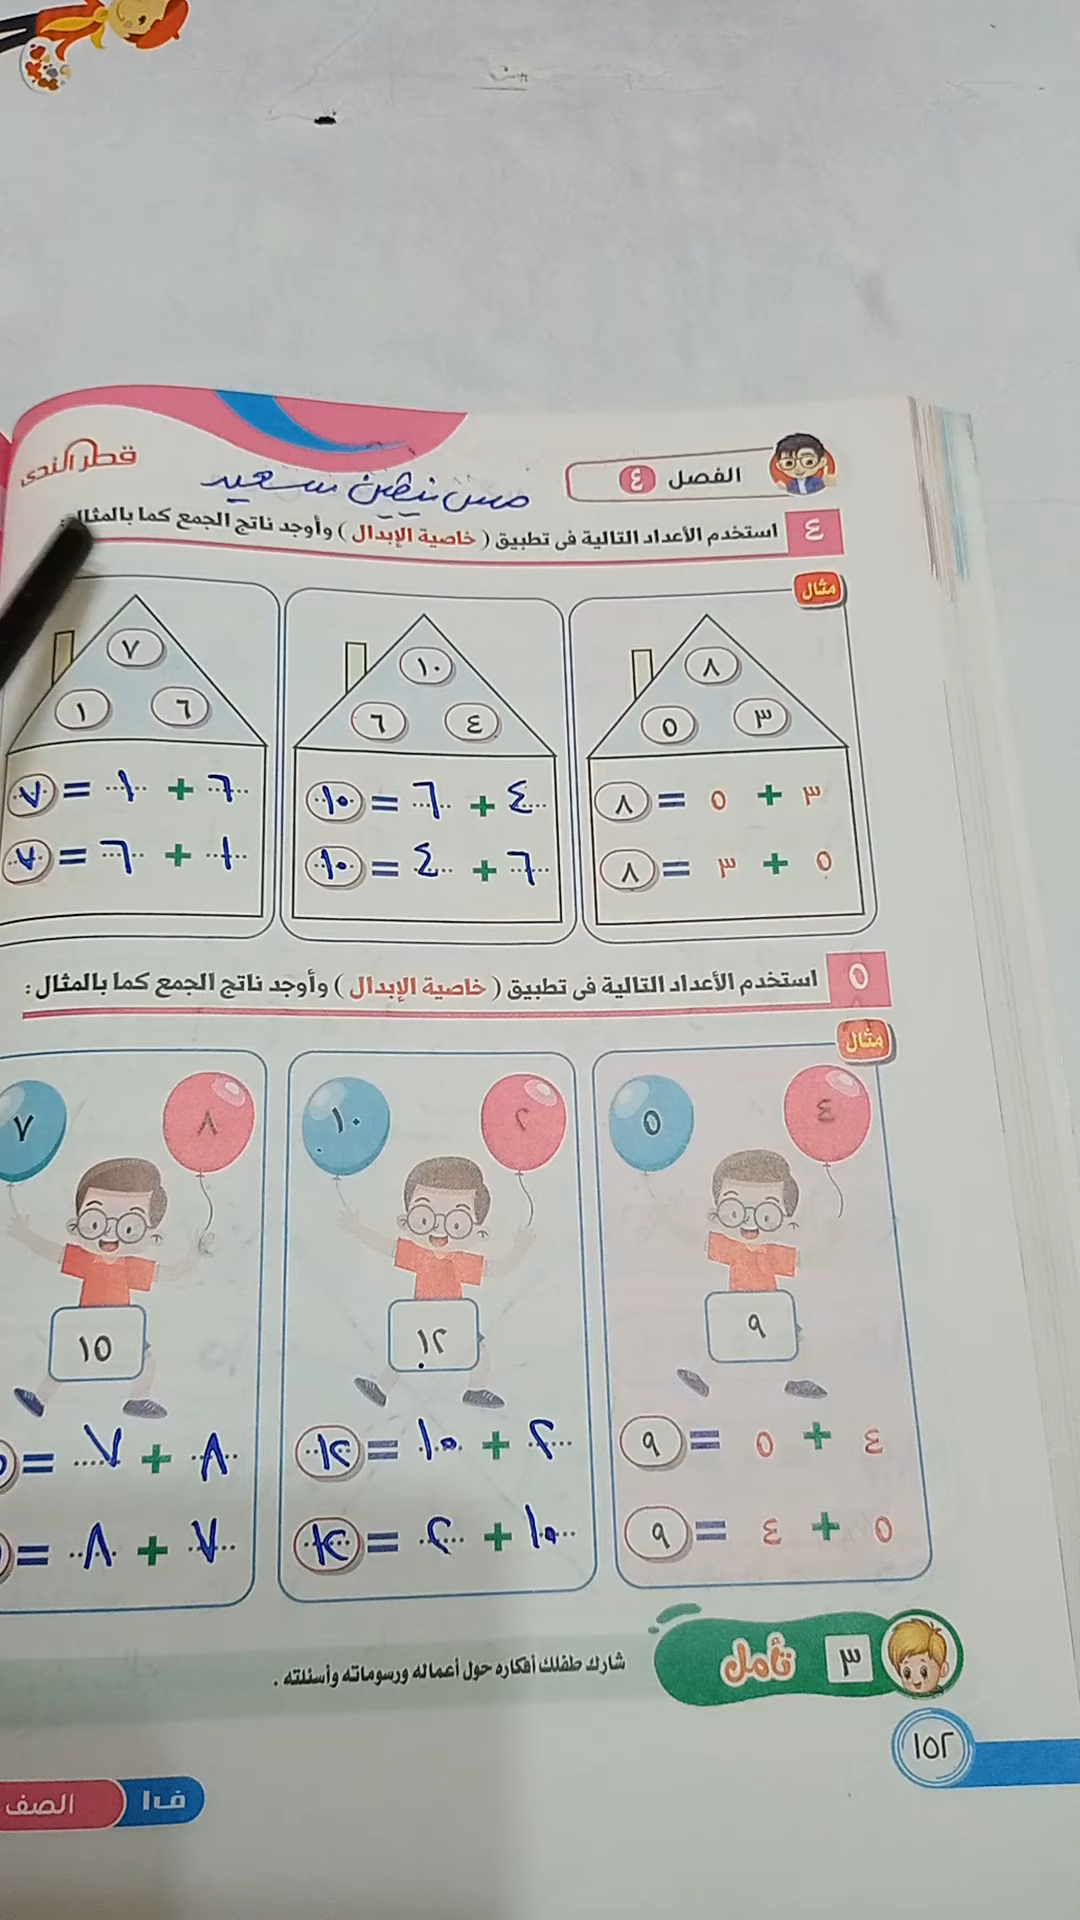 قطر الندى
مس نيڤين سعيد
الفصل ٤
٤ استخدم الأعداد التالية فى تطبيق ( خاصية الإبدال ) وأوجد ناتج الجمع كما بالمثال :
مثال
٨
٣ ٥
٣ + ٥ = ٨
٥ + ٣ = ٨
١٠
٤ ٦
٤ + ٦ = ١٠
٦ + ٤ = ١٠
٧
٦ ١
٦ + ١ = ٧
١ + ٦ = ٧
٥ استخدم الأعداد التالية فى تطبيق ( خاصية الإبدال ) وأوجد ناتج الجمع كما بالمثال :
مثال
٤ ٥
٩
٤ + ٥ = ٩
٥ + ٤ = ٩
٢ ١٠
١٢
٢ + ١٠ = ١٢
١٠ + ٢ = ١٢
٨ ٧
١٥
٨ + ٧ =
٧ + ٨ =
٣ تأمل
شارك طفلك أفكاره حول أعماله ورسوماته وأسئلته .
١٥٢
الصف ف١